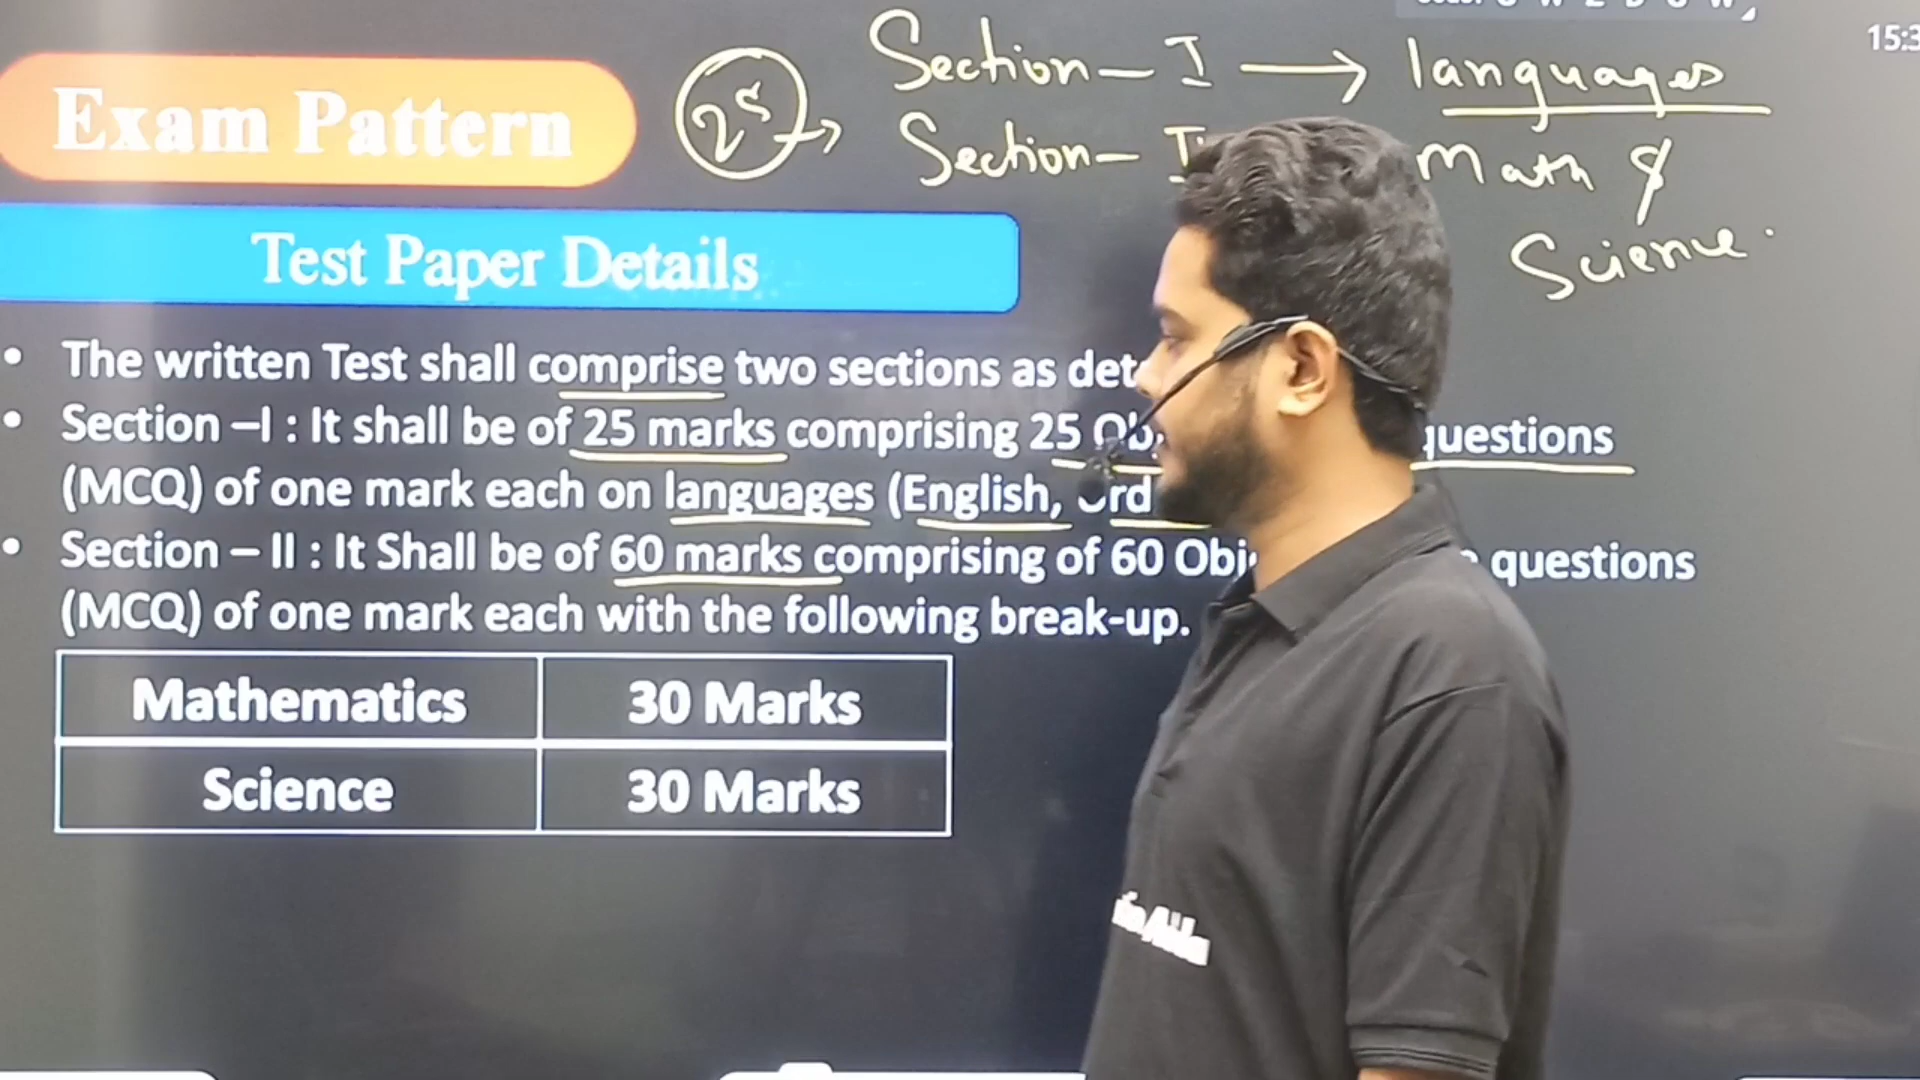 15:3
Section – I → languages
Exam Pattern
2S →
Section – Math &
Science.
Test Paper Details
• The written Test shall comprise two sections as
• Section –I : It shall be of 25 marks comprising 25 questions
(MCQ) of one mark each on languages (English,
• Section – II : It Shall be of 60 marks comprising of 60 questions
(MCQ) of one mark each with the following break-up.
Mathematics 30 Marks
Science 30 Marks